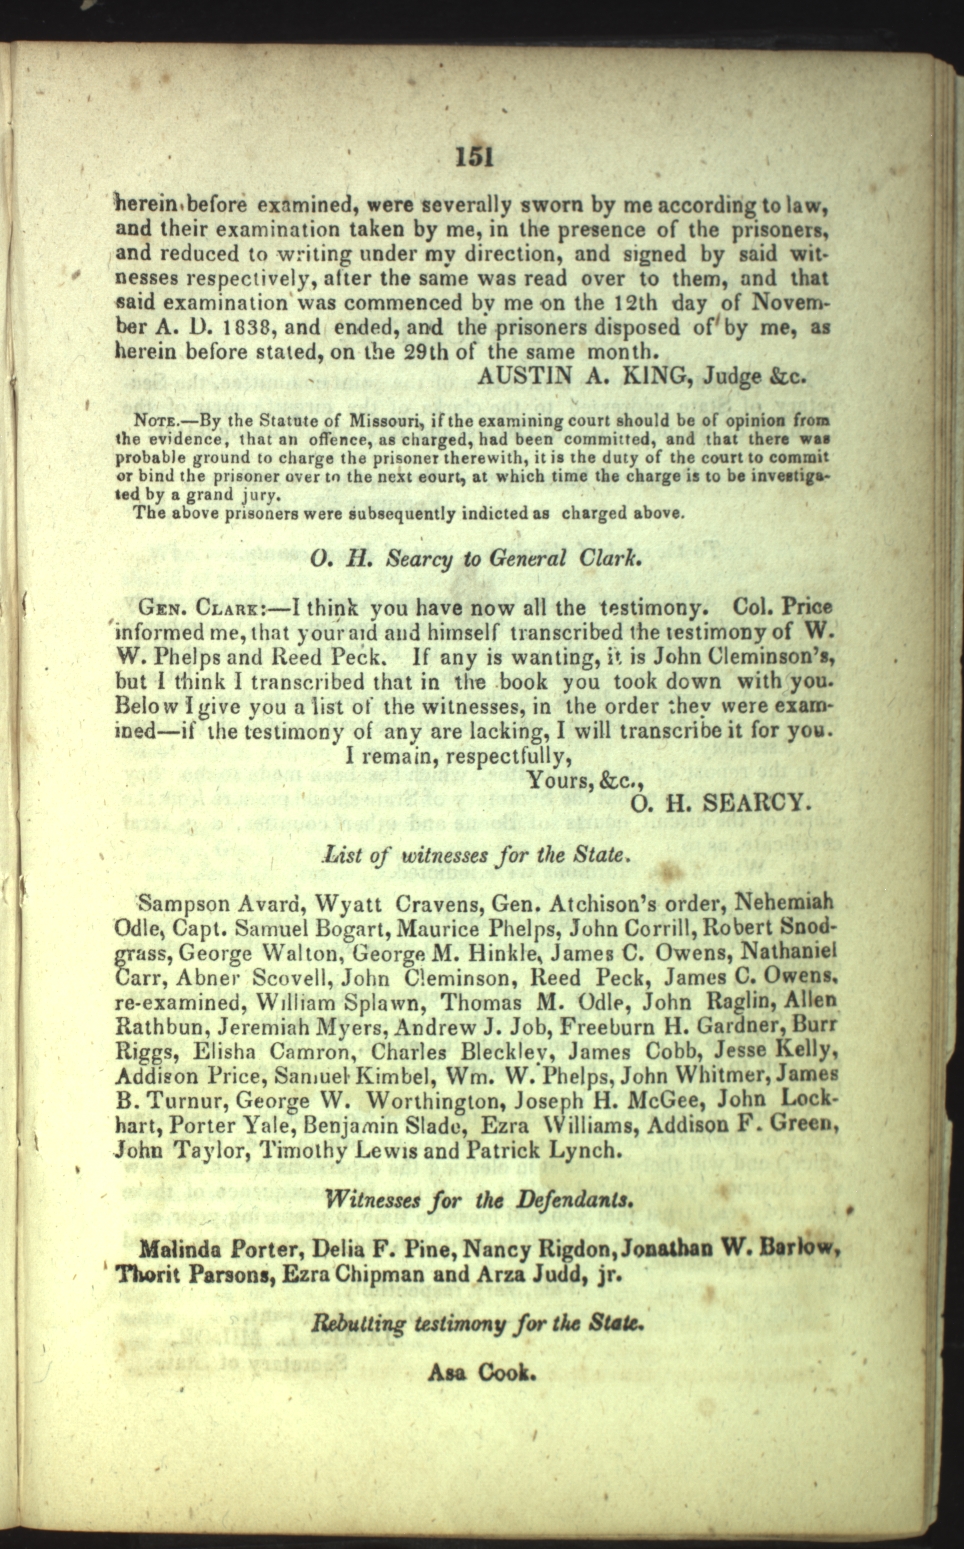 151
herein before examined, were severally sworn by me according to law,
and their examination taken by me, in the presence of the prisoners,
and reduced to writing under my direction, and signed by said wit-
nesses respectively, after the same was read over to them, and that
said examination was commenced by me on the 12th day of Novem-
ber A. D. 1838, and ended, and the prisoners disposed of by me, as
herein before stated, on the 29th of the same month.
AUSTIN A. KING, Judge &c.
NOTE.—By the Statute of Missouri, if the examining court should be of opinion from
the evidence, that an offence, as charged, had been committed, and that there was
probable ground to charge the prisoner therewith, it is the duty of the court to commit
or bind the prisoner over to the next eourt, at which time the charge is to be investiga-
ted by a grand jury.
The above prisoners were subsequently indicted as charged above.
O. H. Searcy to General Clark.
GEN. CLARK:—I think you have now all the testimony. Col. Price
informed me, that your aid and himself transcribed the testimony of W.
W. Phelps and Reed Peck. If any is wanting, it is John Cleminson's,
but I think I transcribed that in the book you took down with you.
Below I give you a list of the witnesses, in the order they were exam-
ined—if the testimony of any are lacking, I will transcribe it for you.
I remain, respectfully,
Yours, &c.,
O. H. SEARCY.
List of witnesses for the State.
Sampson Avard, Wyatt Cravens, Gen. Atchison's order, Nehemiah
Odle, Capt. Samuel Bogart, Maurice Phelps, John Corrill, Robert Snod-
grass, George Walton, George M. Hinkle, James C. Owens, Nathaniel
Carr, Abner Scovell, John Cleminson, Reed Peck, James C. Owens,
re-examined, William Splawn, Thomas M. Odle, John Raglin, Allen
Rathbun, Jeremiah Myers, Andrew J. Job, Freeburn H. Gardner, Burr
Riggs, Elisha Camron, Charles Bleckley, James Cobb, Jesse Kelly,
Addison Price, Samuel Kimbel, Wm. W. Phelps, John Whitmer, James
B. Turnur, George W. Worthington, Joseph H. McGee, John Lock-
hart, Porter Yale, Benjamin Slade, Ezra Williams, Addison F. Green,
John Taylor, Timothy Lewis and Patrick Lynch.
Witnesses for the Defendants.
Malinda Porter, Delia F. Pine, Nancy Rigdon, Jonathan W. Barlow,
Thorit Parsons, Ezra Chipman and Arza Judd, jr.
Rebutting testimony for the State.
Asa Cook.